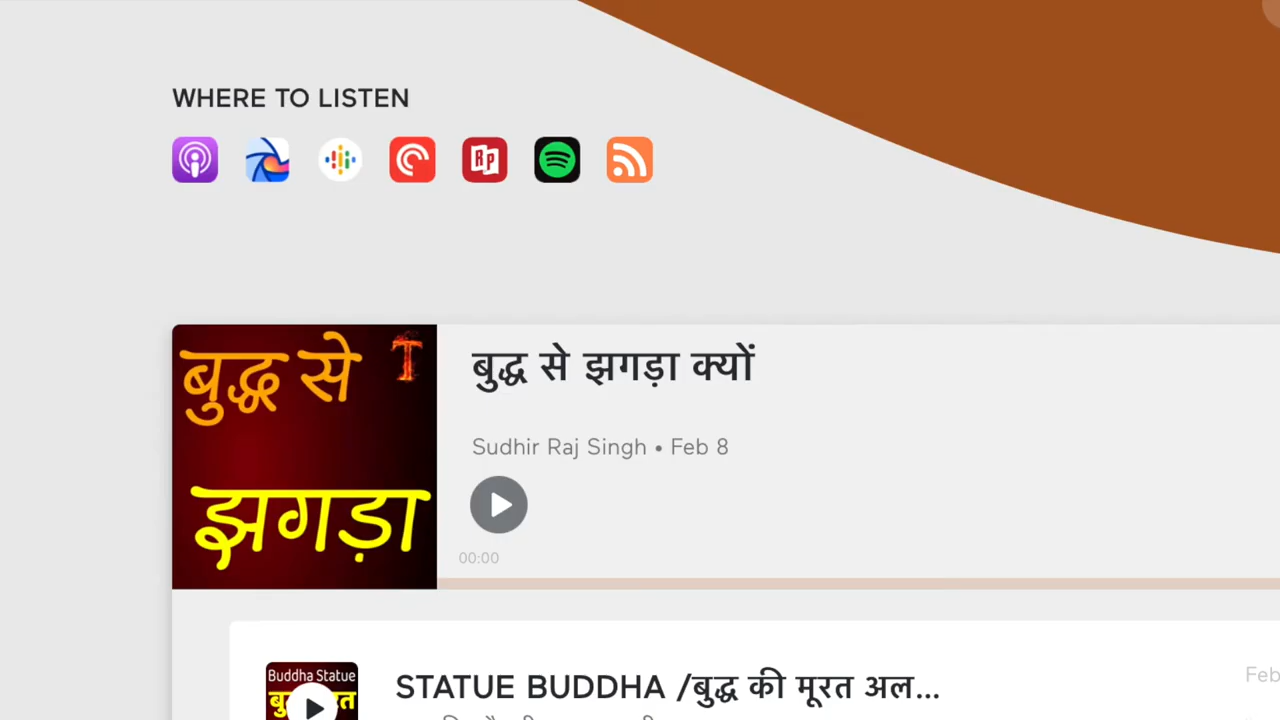 WHERE TO LISTEN
RP
बुद्ध से T
झगड़ा
बुद्ध से झगड़ा क्यों
Sudhir Raj Singh • Feb 8
00:00
Buddha Statue
STATUE BUDDHA /बुद्ध की मूरत अल...
Feb